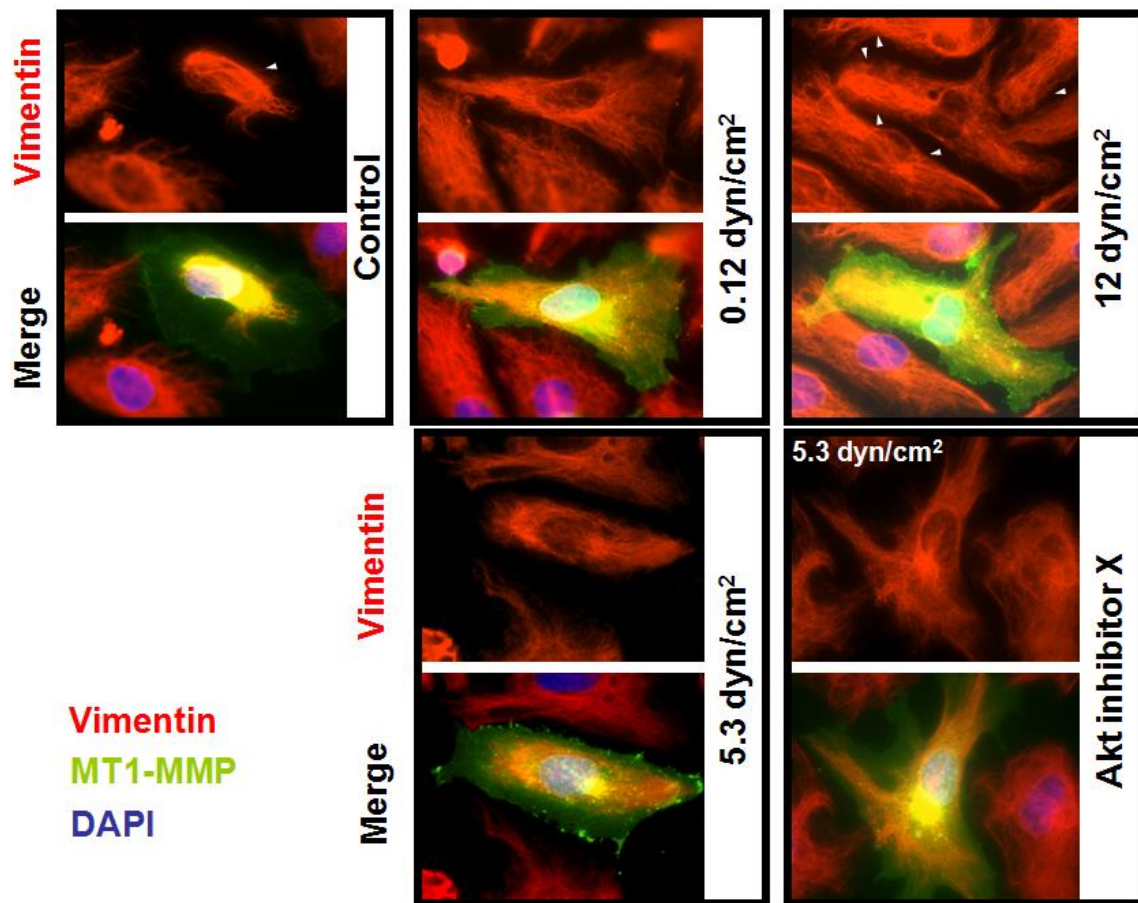 Vimentin
Merge
Control
0.12 dyn/cm²
12 dyn/cm²
Vimentin
Merge
5.3 dyn/cm²
5.3 dyn/cm²
Akt inhibitor X
Vimentin
MT1-MMP
DAPI